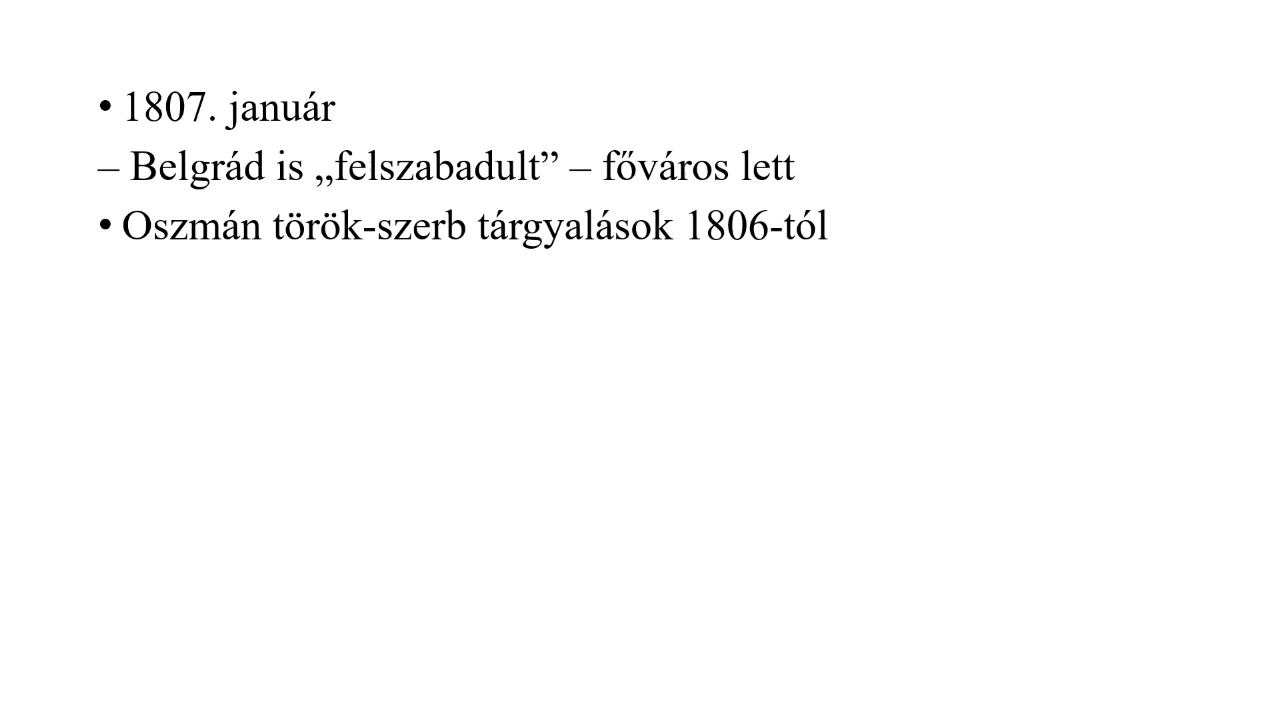 • 1807. január
– Belgrád is „felszabadult” – főváros lett
• Oszmán török-szerb tárgyalások 1806-tól